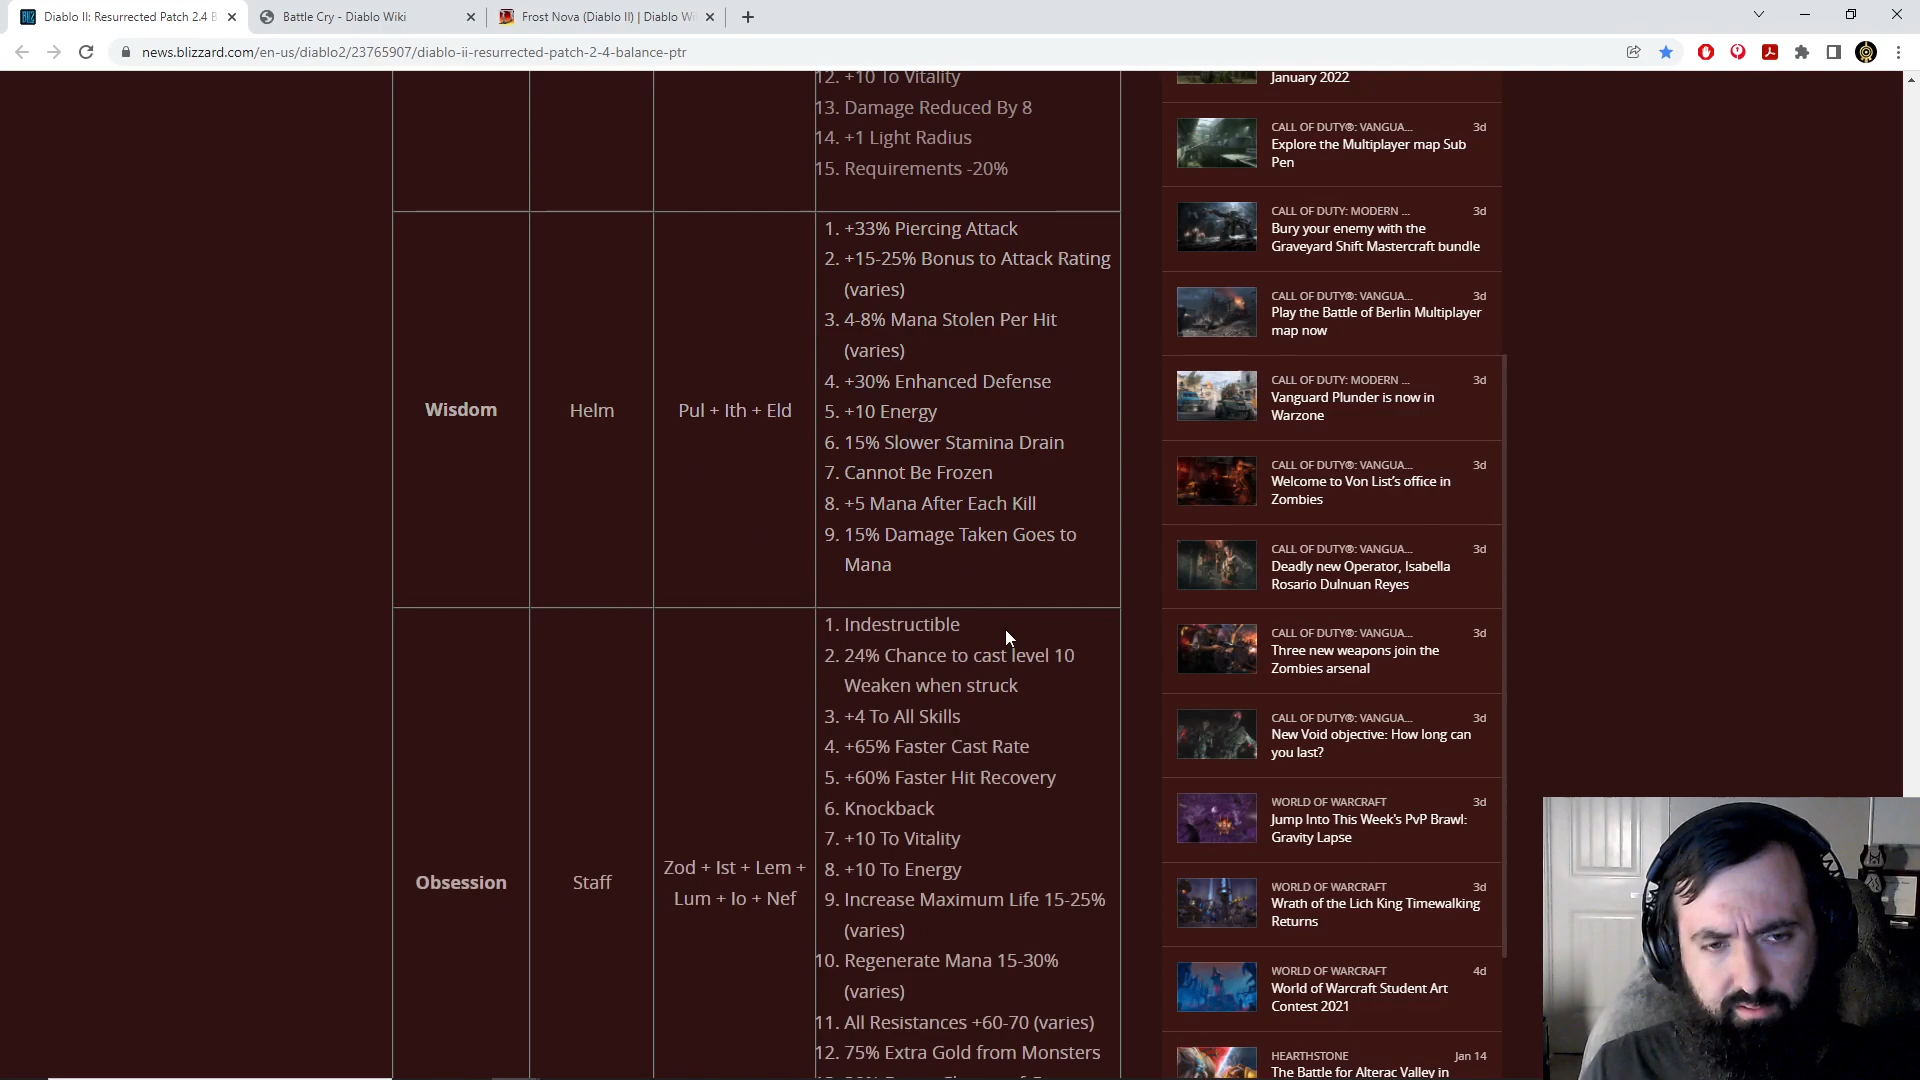 Diablo II: Resurrected Patch 2.4 B
Battle Cry - Diablo Wiki
Frost Nova (Diablo II) | Diablo Wi
news.blizzard.com/en-us/diablo2/23765907/diablo-ii-resurrected-patch-2-4-balance-ptr
12. +10 To Vitality
13. Damage Reduced By 8
14. +1 Light Radius
15. Requirements -20%
Wisdom
Helm
Pul + Ith + Eld
1. +33% Piercing Attack
2. +15-25% Bonus to Attack Rating
(varies)
3. 4-8% Mana Stolen Per Hit
(varies)
4. +30% Enhanced Defense
5. +10 Energy
6. 15% Slower Stamina Drain
7. Cannot Be Frozen
8. +5 Mana After Each Kill
9. 15% Damage Taken Goes to
Mana
Obsession
Staff
Zod + Ist + Lem +
Lum + Io + Nef
1. Indestructible
2. 24% Chance to cast level 10
Weaken when struck
3. +4 To All Skills
4. +65% Faster Cast Rate
5. +60% Faster Hit Recovery
6. Knockback
7. +10 To Vitality
8. +10 To Energy
9. Increase Maximum Life 15-25%
(varies)
10. Regenerate Mana 15-30%
(varies)
11. All Resistances +60-70 (varies)
12. 75% Extra Gold from Monsters
January 2022
CALL OF DUTY®: VANGUA... 3d
Explore the Multiplayer map Sub
Pen
CALL OF DUTY: MODERN ... 3d
Bury your enemy with the
Graveyard Shift Mastercraft bundle
CALL OF DUTY®: VANGUA... 3d
Play the Battle of Berlin Multiplayer
map now
CALL OF DUTY: MODERN ... 3d
Vanguard Plunder is now in
Warzone
CALL OF DUTY®: VANGUA... 3d
Welcome to Von List's office in
Zombies
CALL OF DUTY®: VANGUA... 3d
Deadly new Operator, Isabella
Rosario Dulnuan Reyes
CALL OF DUTY®: VANGUA... 3d
Three new weapons join the
Zombies arsenal
CALL OF DUTY®: VANGUA... 3d
New Void objective: How long can
you last?
WORLD OF WARCRAFT 3d
Jump Into This Week's PvP Brawl:
Gravity Lapse
WORLD OF WARCRAFT 3d
Wrath of the Lich King Timewalking
Returns
WORLD OF WARCRAFT 4d
World of Warcraft Student Art
Contest 2021
HEARTHSTONE Jan 14
The Battle for Alterac Valley in